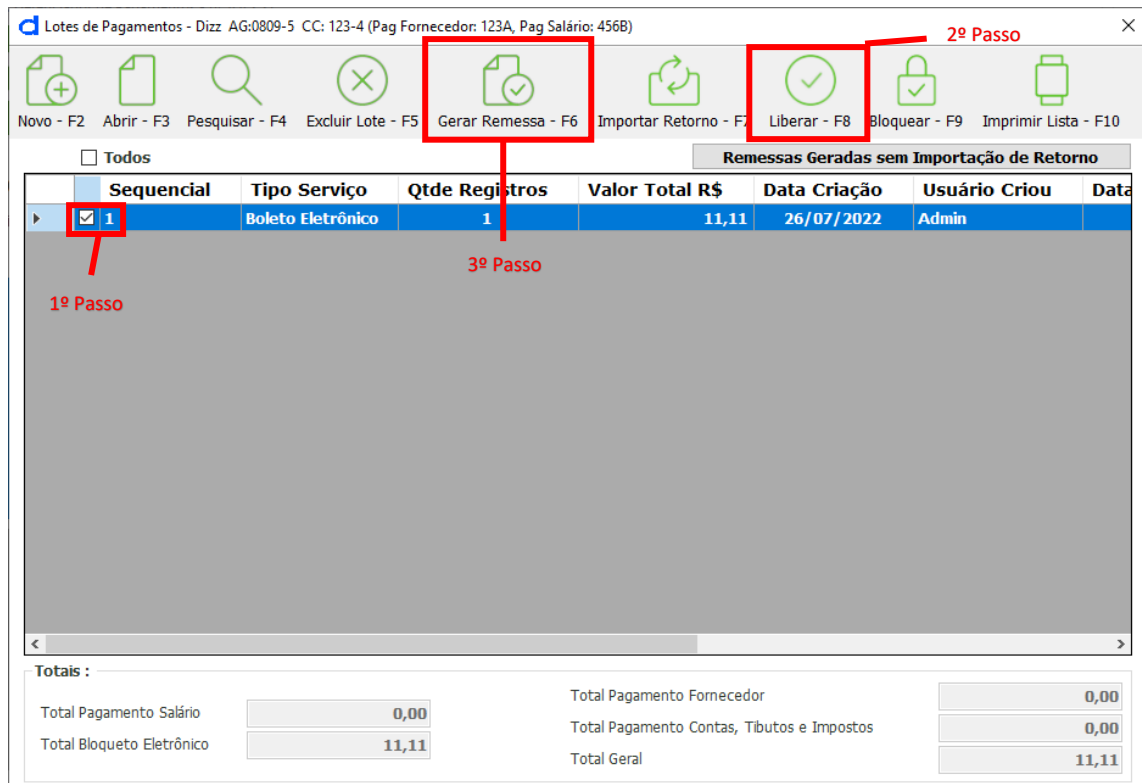 Lotes de Pagamentos - Dizz AG:0809-5 CC: 123-4 (Pag Fornecedor: 123A, Pag Salário: 456B)
2º Passo
Novo - F2 Abrir - F3 Pesquisar - F4 Excluir Lote - F5 Gerar Remessa - F6 Importar Retorno - F7 Liberar - F8 Bloquear - F9 Imprimir Lista - F10
Todos Remessas Geradas sem Importação de Retorno
Sequencial Tipo Serviço Qtde Registros Valor Total R$ Data Criação Usuário Criou Data
1 Boleto Eletrônico 1 11,11 26/07/2022 Admin
3º Passo
1º Passo
Totais :
Total Pagamento Salário 0,00
Total Bloqueto Eletrônico 11,11
Total Pagamento Fornecedor 0,00
Total Pagamento Contas, Tibutos e Impostos 0,00
Total Geral 11,11